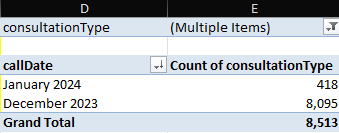 D E
consultationType (Multiple Items)
callDate Count of consultationType
January 2024 418
December 2023 8,095
Grand Total 8,513